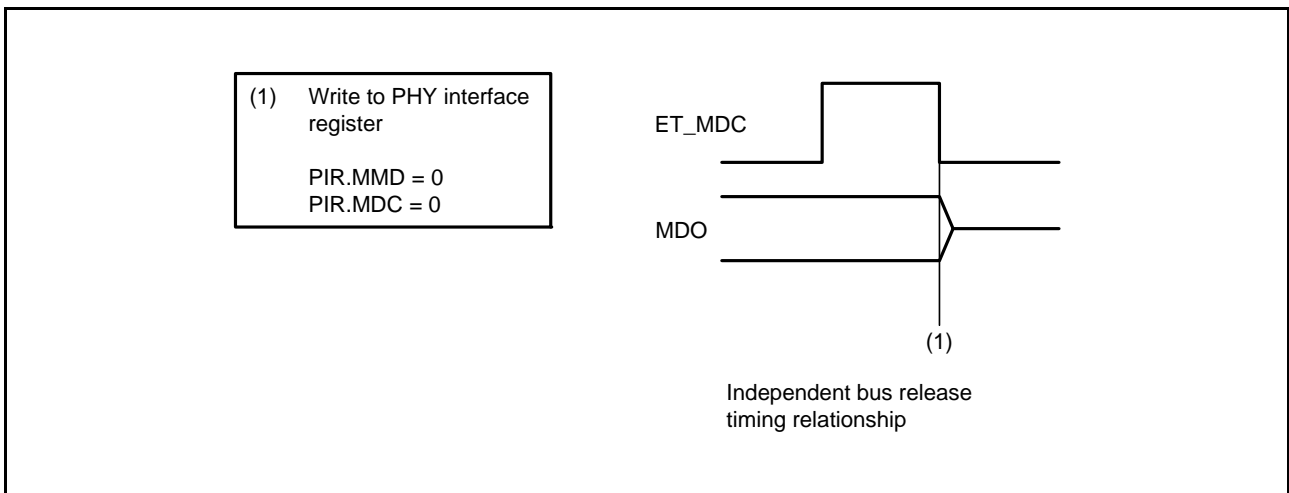 (1) Write to PHY interface
register
PIR.MMD = 0
PIR.MDC = 0
ET_MDC
MDO
(1)
Independent bus release
timing relationship